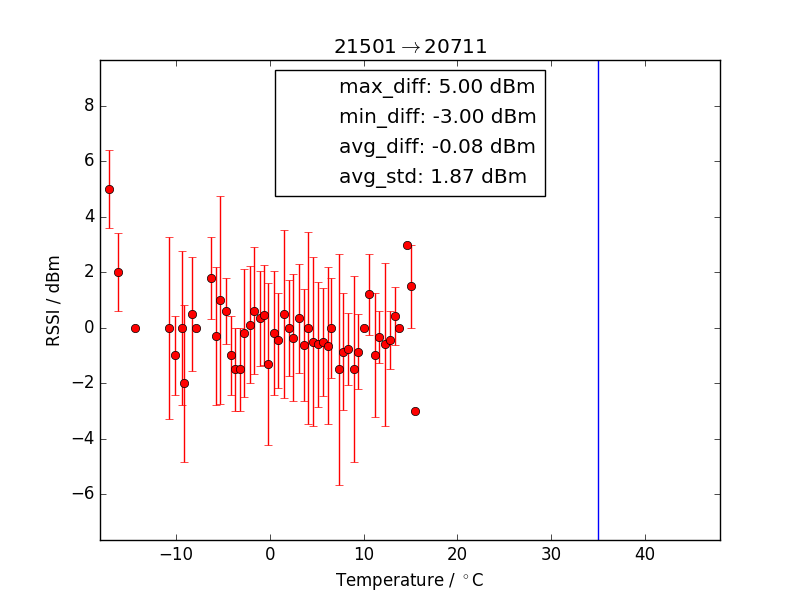 21501→20711
max_diff: 5.00 dBm
min_diff: -3.00 dBm
avg_diff: -0.08 dBm
avg_std: 1.87 dBm
RSSI / dBm
8
6
4
2
0
−2
−4
−6
−10 0 10 20 30 40
Temperature / °C